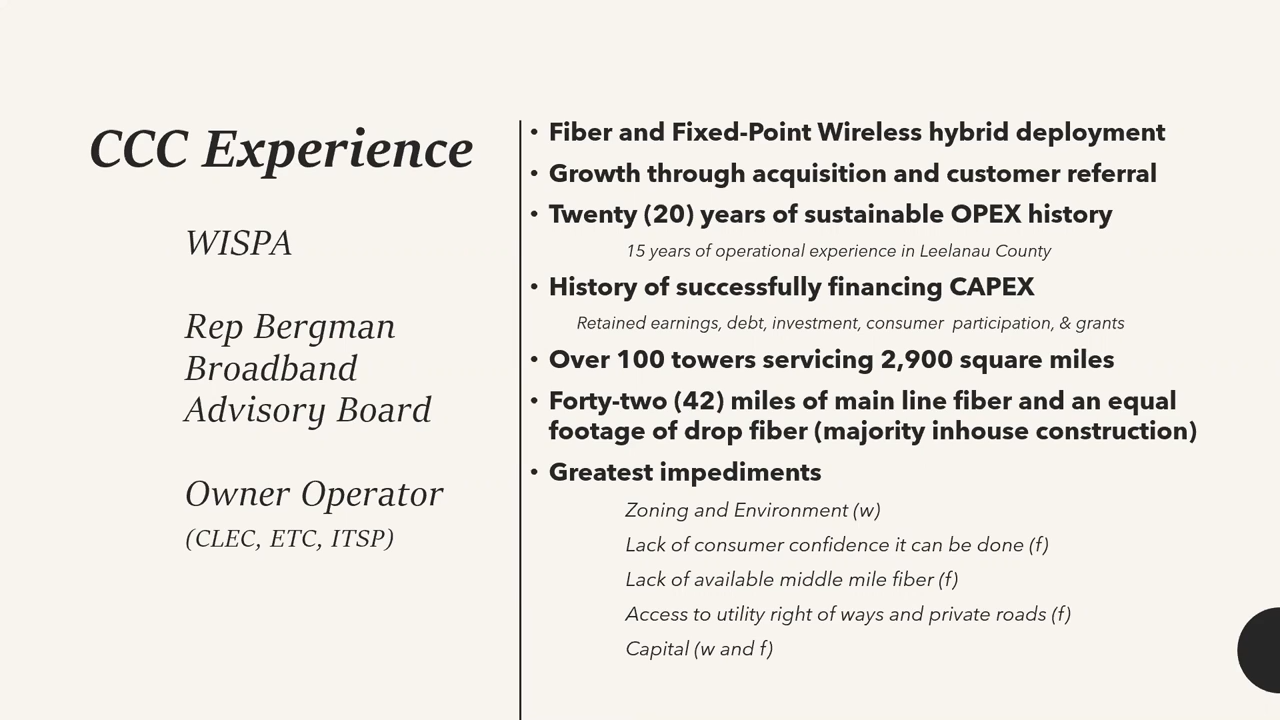 CCC Experience
WISPA
Rep Bergman
Broadband
Advisory Board
Owner Operator
(CLEC, ETC, ITSP)
• Fiber and Fixed-Point Wireless hybrid deployment
• Growth through acquisition and customer referral
• Twenty (20) years of sustainable OPEX history
15 years of operational experience in Leelanau County
• History of successfully financing CAPEX
Retained earnings, debt, investment, consumer  participation, & grants
• Over 100 towers servicing 2,900 square miles
• Forty-two (42) miles of main line fiber and an equal
footage of drop fiber (majority inhouse construction)
• Greatest impediments
Zoning and Environment (w)
Lack of consumer confidence it can be done (f)
Lack of available middle mile fiber (f)
Access to utility right of ways and private roads (f)
Capital (w and f)